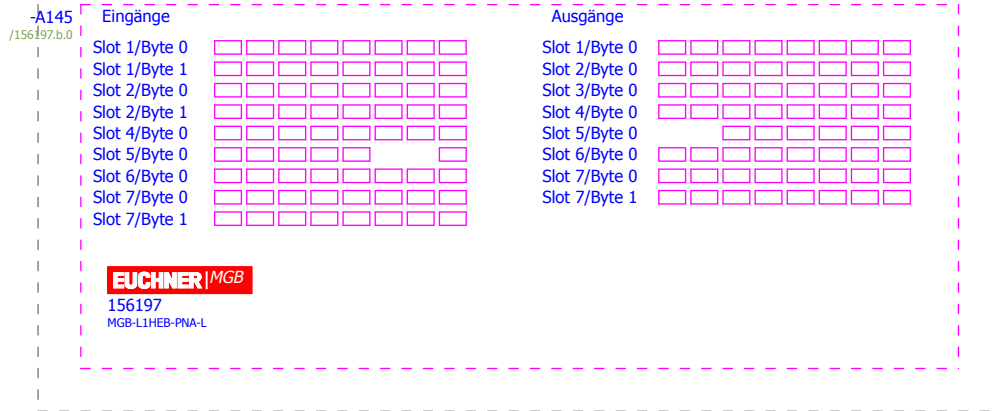 -A145
/156197.b.0
Eingänge
Slot 1/Byte 0
Slot 1/Byte 1
Slot 2/Byte 0
Slot 2/Byte 1
Slot 4/Byte 0
Slot 5/Byte 0
Slot 6/Byte 0
Slot 7/Byte 0
Slot 7/Byte 1
Ausgänge
Slot 1/Byte 0
Slot 2/Byte 0
Slot 3/Byte 0
Slot 4/Byte 0
Slot 5/Byte 0
Slot 6/Byte 0
Slot 7/Byte 0
Slot 7/Byte 1
EUCHNER|MGB
156197
MGB-L1HEB-PNA-L